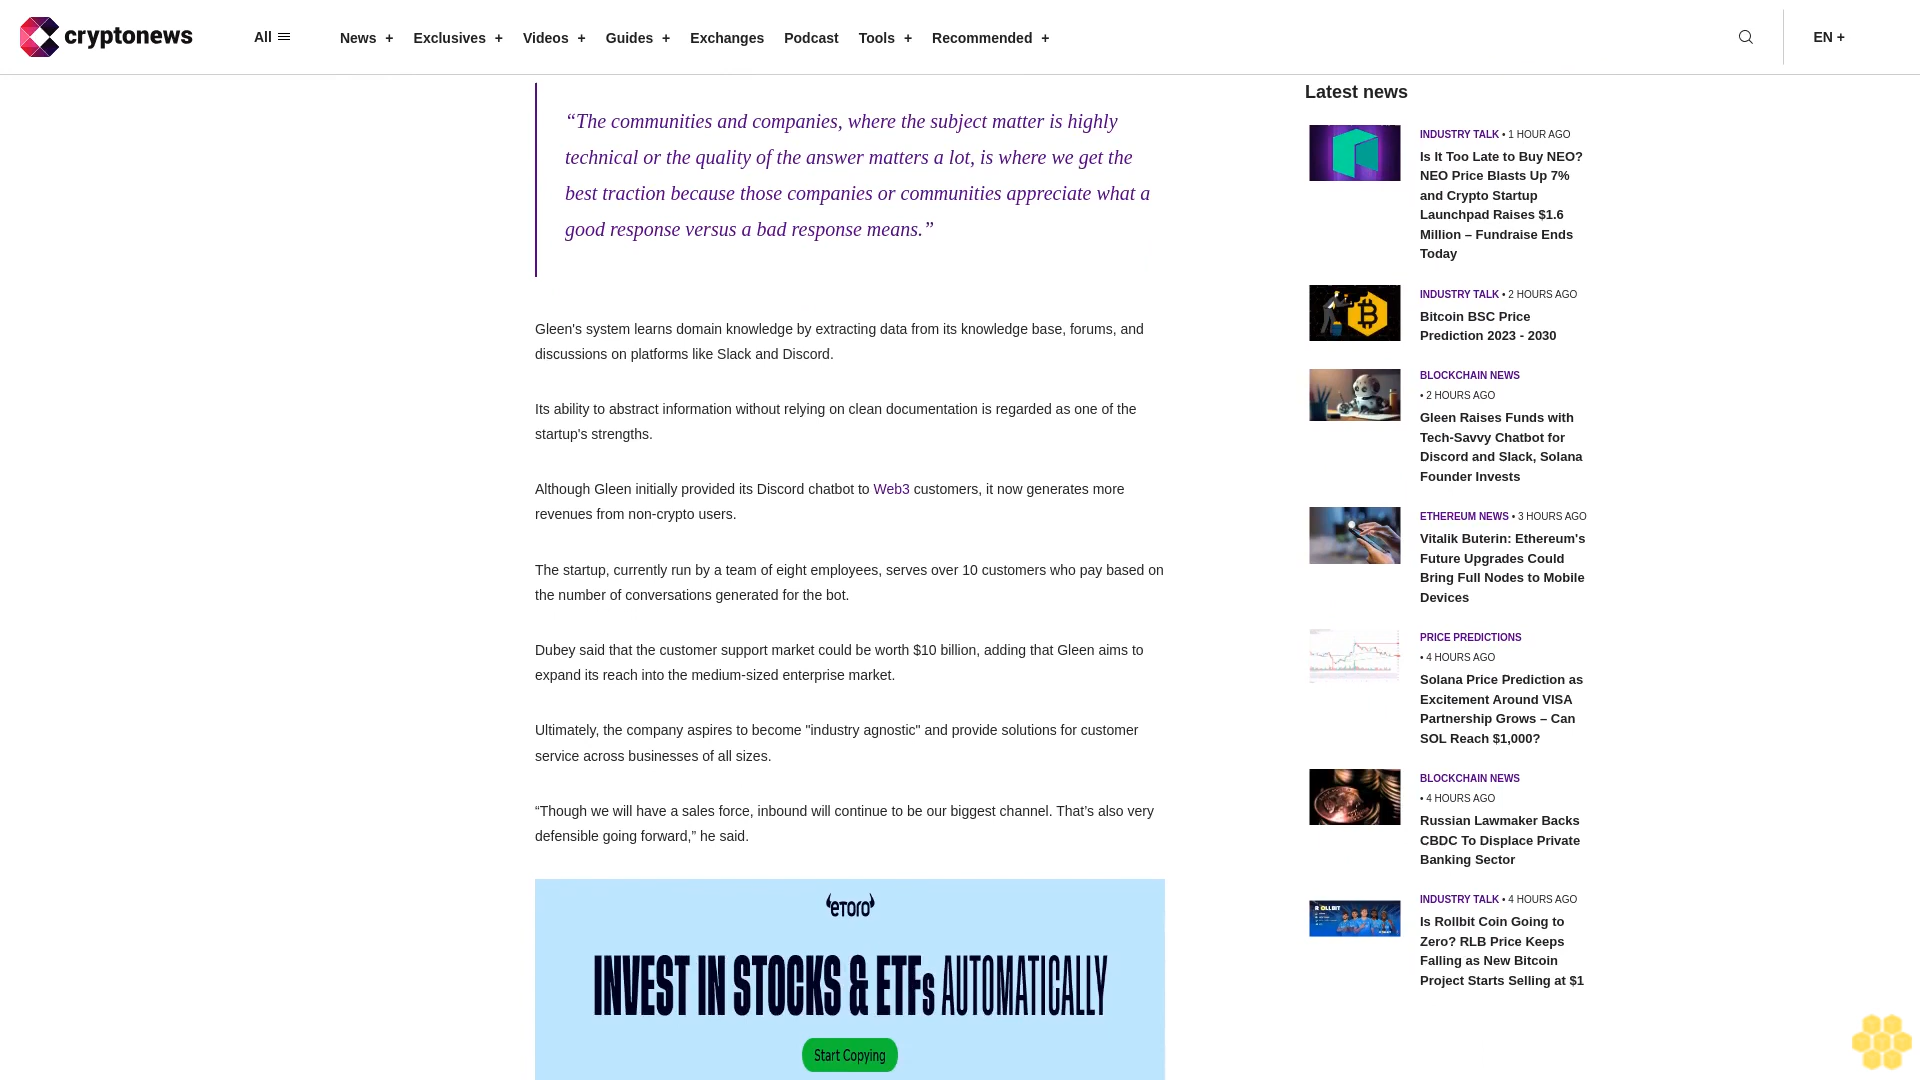 cryptonews
All
News +
Exclusives +
Videos +
Guides +
Exchanges
Podcast
Tools +
Recommended +
EN +
“The communities and companies, where the subject matter is highly
technical or the quality of the answer matters a lot, is where we get the
best traction because those companies or communities appreciate what a
good response versus a bad response means.”
Gleen's system learns domain knowledge by extracting data from its knowledge base, forums, and
discussions on platforms like Slack and Discord.
Its ability to abstract information without relying on clean documentation is regarded as one of the
startup's strengths.
Although Gleen initially provided its Discord chatbot to Web3 customers, it now generates more
revenues from non-crypto users.
The startup, currently run by a team of eight employees, serves over 10 customers who pay based on
the number of conversations generated for the bot.
Dubey said that the customer support market could be worth $10 billion, adding that Gleen aims to
expand its reach into the medium-sized enterprise market.
Ultimately, the company aspires to become "industry agnostic" and provide solutions for customer
service across businesses of all sizes.
“Though we will have a sales force, inbound will continue to be our biggest channel. That’s also very
defensible going forward,” he said.
eToro
INVEST IN STOCKS & ETFs AUTOMATICALLY
Start Copying
Latest news
INDUSTRY TALK • 1 HOUR AGO
Is It Too Late to Buy NEO?
NEO Price Blasts Up 7%
and Crypto Startup
Launchpad Raises $1.6
Million – Fundraise Ends
Today
INDUSTRY TALK • 2 HOURS AGO
Bitcoin BSC Price
Prediction 2023 - 2030
BLOCKCHAIN NEWS
• 2 HOURS AGO
Gleen Raises Funds with
Tech-Savvy Chatbot for
Discord and Slack, Solana
Founder Invests
ETHEREUM NEWS • 3 HOURS AGO
Vitalik Buterin: Ethereum's
Future Upgrades Could
Bring Full Nodes to Mobile
Devices
PRICE PREDICTIONS
• 4 HOURS AGO
Solana Price Prediction as
Excitement Around VISA
Partnership Grows – Can
SOL Reach $1,000?
BLOCKCHAIN NEWS
• 4 HOURS AGO
Russian Lawmaker Backs
CBDC To Displace Private
Banking Sector
ROLLBIT
INDUSTRY TALK • 4 HOURS AGO
Is Rollbit Coin Going to
Zero? RLB Price Keeps
Falling as New Bitcoin
Project Starts Selling at $1